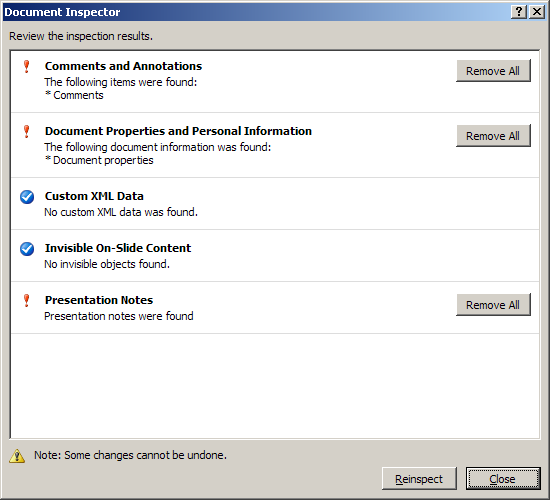 Document Inspector
Review the inspection results.
Comments and Annotations
Remove All
The following items were found:
* Comments
Document Properties and Personal Information
Remove All
The following document information was found:
* Document properties
Custom XML Data
No custom XML data was found.
Invisible On-Slide Content
No invisible objects found.
Presentation Notes
Remove All
Presentation notes were found
Note: Some changes cannot be undone.
Reinspect
Close